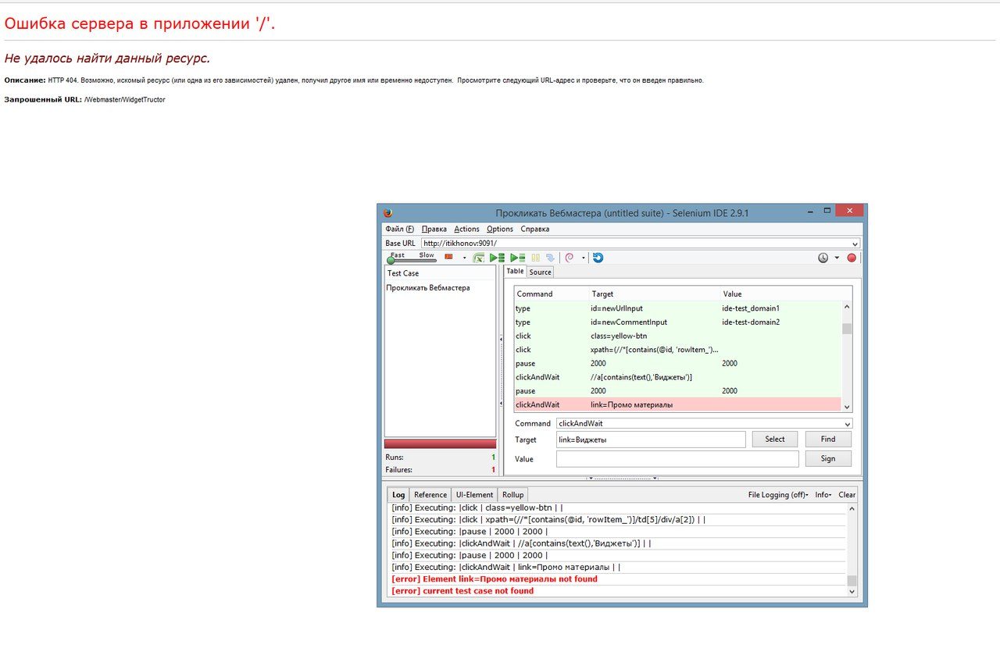 Ошибка сервера в приложении '/'.
Не удалось найти данный ресурс.
Описание: HTTP 404. Возможно, искомый ресурс (или одна из его зависимостей) удален, получил другое имя или временно недоступен.  Просмотрите следующий URL-адрес и проверьте, что он введен правильно.
Запрошенный URL: /Webmaster/WidgetTructor
Прокликать Вебмастера (untitled suite) - Selenium IDE 2.9.1
Файл (F) Правка Actions Options Справка
Base URL http://itikhonov:9091/
Fast Slow
Test Case
Прокликать Вебмастера
Runs: 1
Failures: 1
Table Source
Command Target Value
type id=newUrlInput ide-test_domain1
type id=newCommentInput ide-test-domain2
click class=yellow-btn
click xpath=(//*[contains(@id, 'rowItem_')...
pause 2000 2000
clickAndWait //a[contains(text(),'Виджеты')]
pause 2000 2000
clickAndWait link=Промо материалы
Command clickAndWait
Target link=Виджеты Select Find
Value Sign
Log Reference UI-Element Rollup File Logging (off) Info Clear
[info] Executing: |click | class=yellow-btn | |
[info] Executing: |click | xpath=(//*[contains(@id, 'rowItem_')]/td[5]/div/a[2]) | |
[info] Executing: |pause | 2000 | 2000 |
[info] Executing: |clickAndWait | //a[contains(text(),'Виджеты')] | |
[info] Executing: |pause | 2000 | 2000 |
[info] Executing: |clickAndWait | link=Промо материалы | |
[error] Element link=Промо материалы not found
[error] current test case not found